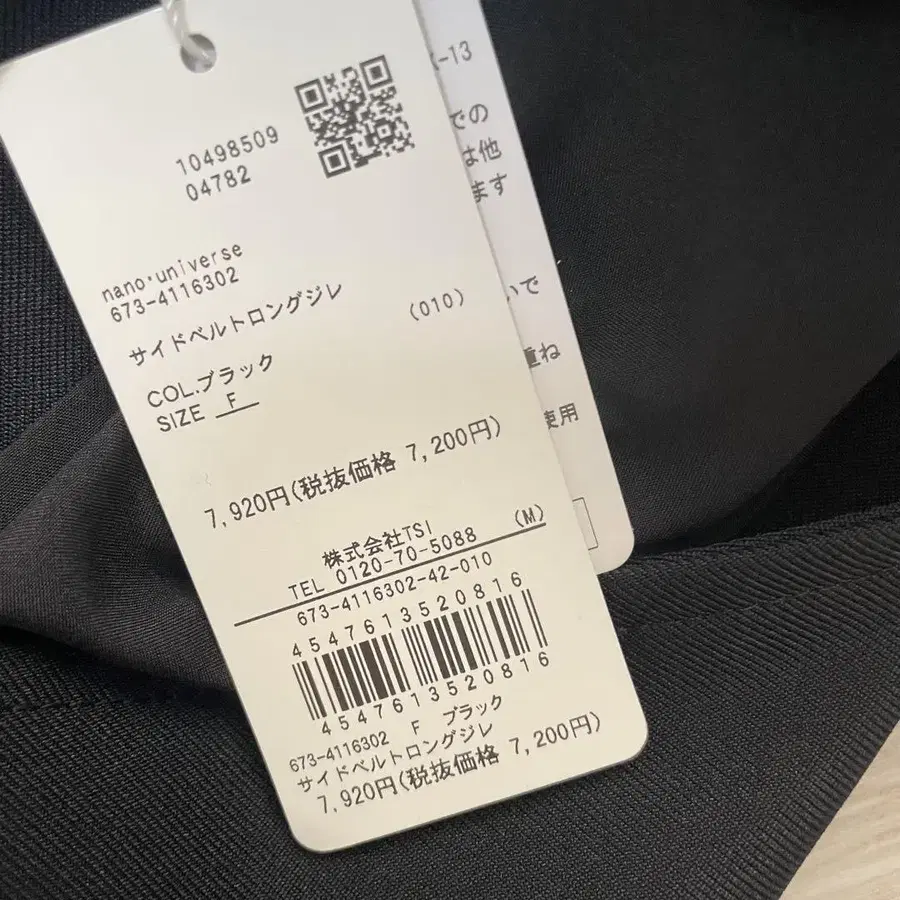 10498509
04782
nano・universe
673-4116302
サイドベルトロングジレ (010)
COL.ブラック
SIZE F
7,920円(税抜価格 7,200円)
株式会社TSI (M)
TEL 0120-70-5088
673-4116302-42-010
4547613520816
4547613520816
673-4116302 F ブラック
サイドベルトロングジレ
7,920円(税抜価格 7,200円)
-13
での
は他
ます
いで
重ね
使用